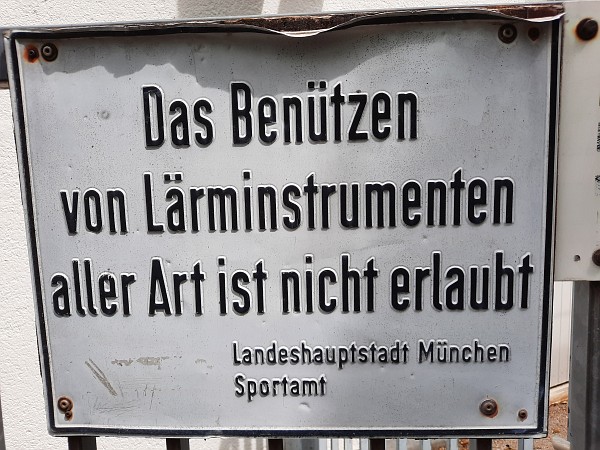 Das Benützen
von Lärminstrumenten
aller Art ist nicht erlaubt
Landeshauptstadt München
Sportamt